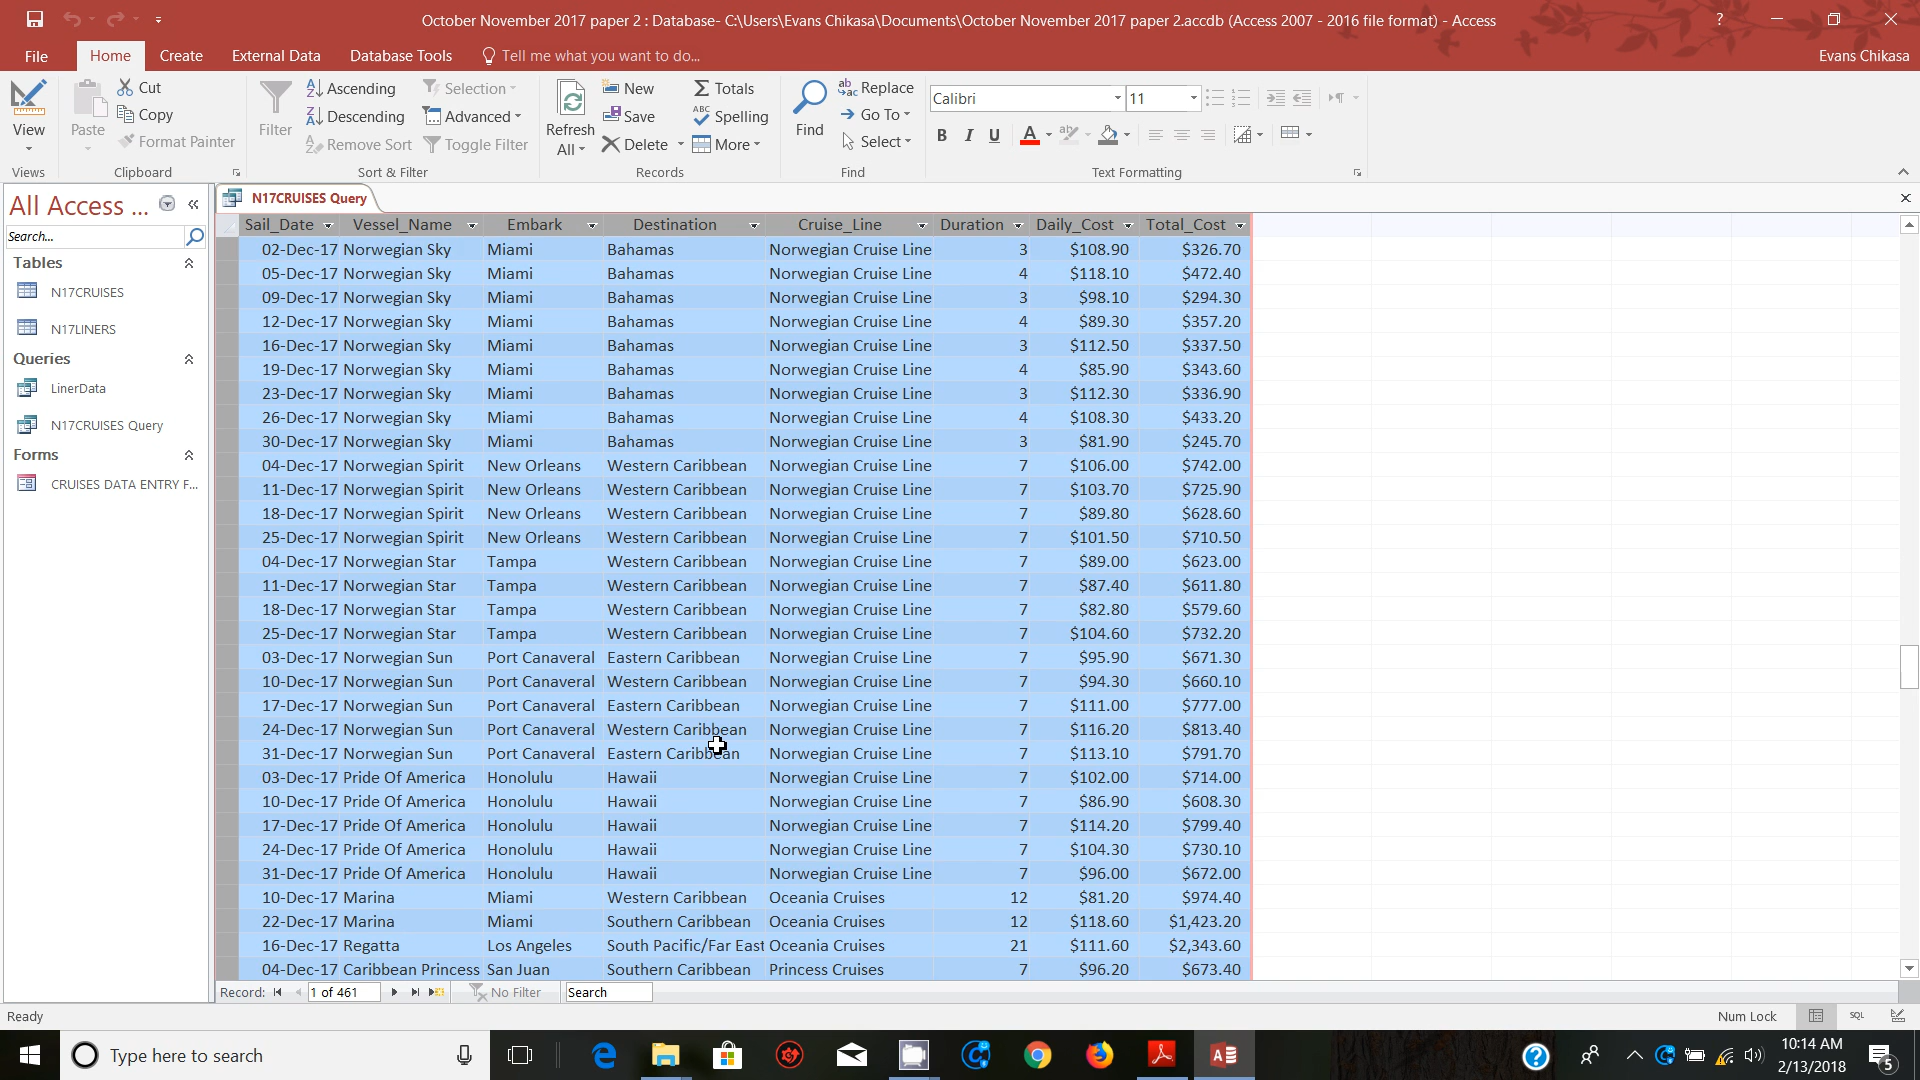 October November 2017 paper 2 : Database- C:\Users\Evans Chikasa\Documents\October November 2017 paper 2.accdb (Access 2007 - 2016 file format) - Access
?
File Home Create External Data Database Tools Tell me what you want to do... Evans Chikasa
View Paste Cut Copy Format Painter
Filter Ascending Descending Remove Sort Selection Advanced Toggle Filter
Refresh All New Save Delete Totals Spelling More
Find Replace Go To Select
Calibri 11
B I U A
Views Clipboard Sort & Filter Records Find Text Formatting
All Access ...
Search...
Tables
N17CRUISES
N17LINERS
Queries
LinerData
N17CRUISES Query
Forms
CRUISES DATA ENTRY F...
N17CRUISES Query
Sail_Date Vessel_Name Embark Destination Cruise_Line Duration Daily_Cost Total_Cost
02-Dec-17 Norwegian Sky Miami Bahamas Norwegian Cruise Line 3 $108.90 $326.70
05-Dec-17 Norwegian Sky Miami Bahamas Norwegian Cruise Line 4 $118.10 $472.40
09-Dec-17 Norwegian Sky Miami Bahamas Norwegian Cruise Line 3 $98.10 $294.30
12-Dec-17 Norwegian Sky Miami Bahamas Norwegian Cruise Line 4 $89.30 $357.20
16-Dec-17 Norwegian Sky Miami Bahamas Norwegian Cruise Line 3 $112.50 $337.50
19-Dec-17 Norwegian Sky Miami Bahamas Norwegian Cruise Line 4 $85.90 $343.60
23-Dec-17 Norwegian Sky Miami Bahamas Norwegian Cruise Line 3 $112.30 $336.90
26-Dec-17 Norwegian Sky Miami Bahamas Norwegian Cruise Line 4 $108.30 $433.20
30-Dec-17 Norwegian Sky Miami Bahamas Norwegian Cruise Line 3 $81.90 $245.70
04-Dec-17 Norwegian Spirit New Orleans Western Caribbean Norwegian Cruise Line 7 $106.00 $742.00
11-Dec-17 Norwegian Spirit New Orleans Western Caribbean Norwegian Cruise Line 7 $103.70 $725.90
18-Dec-17 Norwegian Spirit New Orleans Western Caribbean Norwegian Cruise Line 7 $89.80 $628.60
25-Dec-17 Norwegian Spirit New Orleans Western Caribbean Norwegian Cruise Line 7 $101.50 $710.50
04-Dec-17 Norwegian Star Tampa Western Caribbean Norwegian Cruise Line 7 $89.00 $623.00
11-Dec-17 Norwegian Star Tampa Western Caribbean Norwegian Cruise Line 7 $87.40 $611.80
18-Dec-17 Norwegian Star Tampa Western Caribbean Norwegian Cruise Line 7 $82.80 $579.60
25-Dec-17 Norwegian Star Tampa Western Caribbean Norwegian Cruise Line 7 $104.60 $732.20
03-Dec-17 Norwegian Sun Port Canaveral Eastern Caribbean Norwegian Cruise Line 7 $95.90 $671.30
10-Dec-17 Norwegian Sun Port Canaveral Western Caribbean Norwegian Cruise Line 7 $94.30 $660.10
17-Dec-17 Norwegian Sun Port Canaveral Eastern Caribbean Norwegian Cruise Line 7 $111.00 $777.00
24-Dec-17 Norwegian Sun Port Canaveral Western Caribbean Norwegian Cruise Line 7 $116.20 $813.40
31-Dec-17 Norwegian Sun Port Canaveral Eastern Caribbean Norwegian Cruise Line 7 $113.10 $791.70
03-Dec-17 Pride Of America Honolulu Hawaii Norwegian Cruise Line 7 $102.00 $714.00
10-Dec-17 Pride Of America Honolulu Hawaii Norwegian Cruise Line 7 $86.90 $608.30
17-Dec-17 Pride Of America Honolulu Hawaii Norwegian Cruise Line 7 $114.20 $799.40
24-Dec-17 Pride Of America Honolulu Hawaii Norwegian Cruise Line 7 $104.30 $730.10
31-Dec-17 Pride Of America Honolulu Hawaii Norwegian Cruise Line 7 $96.00 $672.00
10-Dec-17 Marina Miami Western Caribbean Oceania Cruises 12 $81.20 $974.40
22-Dec-17 Marina Miami Southern Caribbean Oceania Cruises 12 $118.60 $1,423.20
16-Dec-17 Regatta Los Angeles South Pacific/Far East Oceania Cruises 21 $111.60 $2,343.60
04-Dec-17 Caribbean Princess San Juan Southern Caribbean Princess Cruises 7 $96.20 $673.40
Record: 1 of 461 No Filter Search
Ready Num Lock SQL
Type here to search
10:14 AM
2/13/2018
5